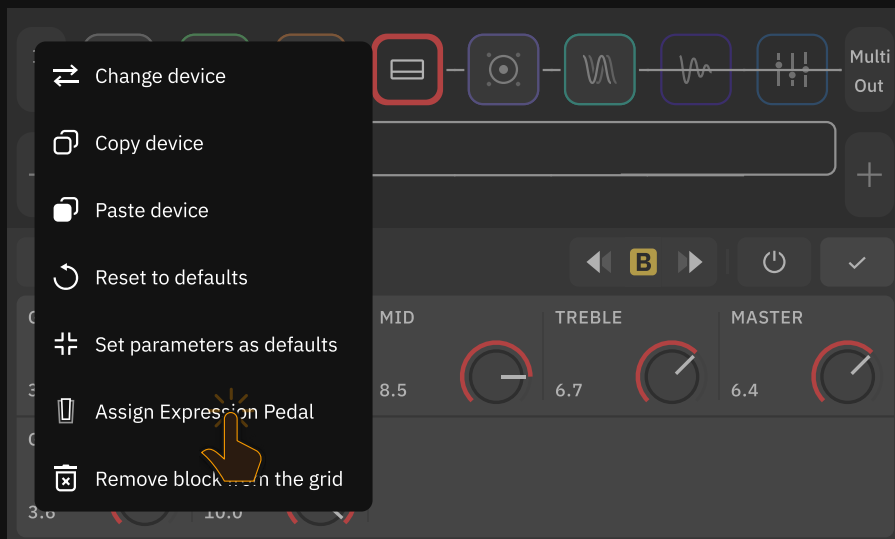 Multi
Out
Change device
Copy device
Paste device
Reset to defaults
Set parameters as defaults
Assign Expression Pedal
Remove block from the grid
B
MID
8.5
TREBLE
6.7
MASTER
6.4
3.6
10.0